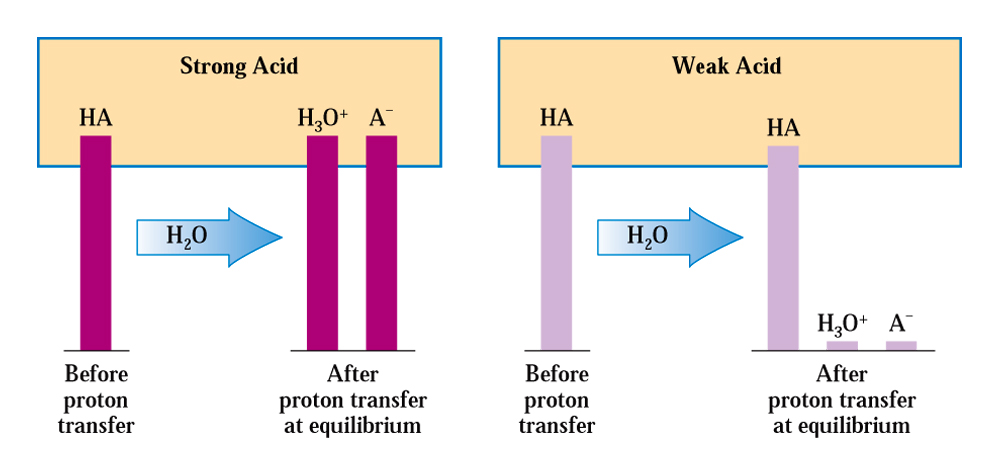 Strong Acid
HA
H₃O⁺ A⁻
H₂O
Before
proton
transfer
After
proton transfer
at equilibrium
Weak Acid
HA
HA
H₂O
H₃O⁺ A⁻
Before
proton
transfer
After
proton transfer
at equilibrium